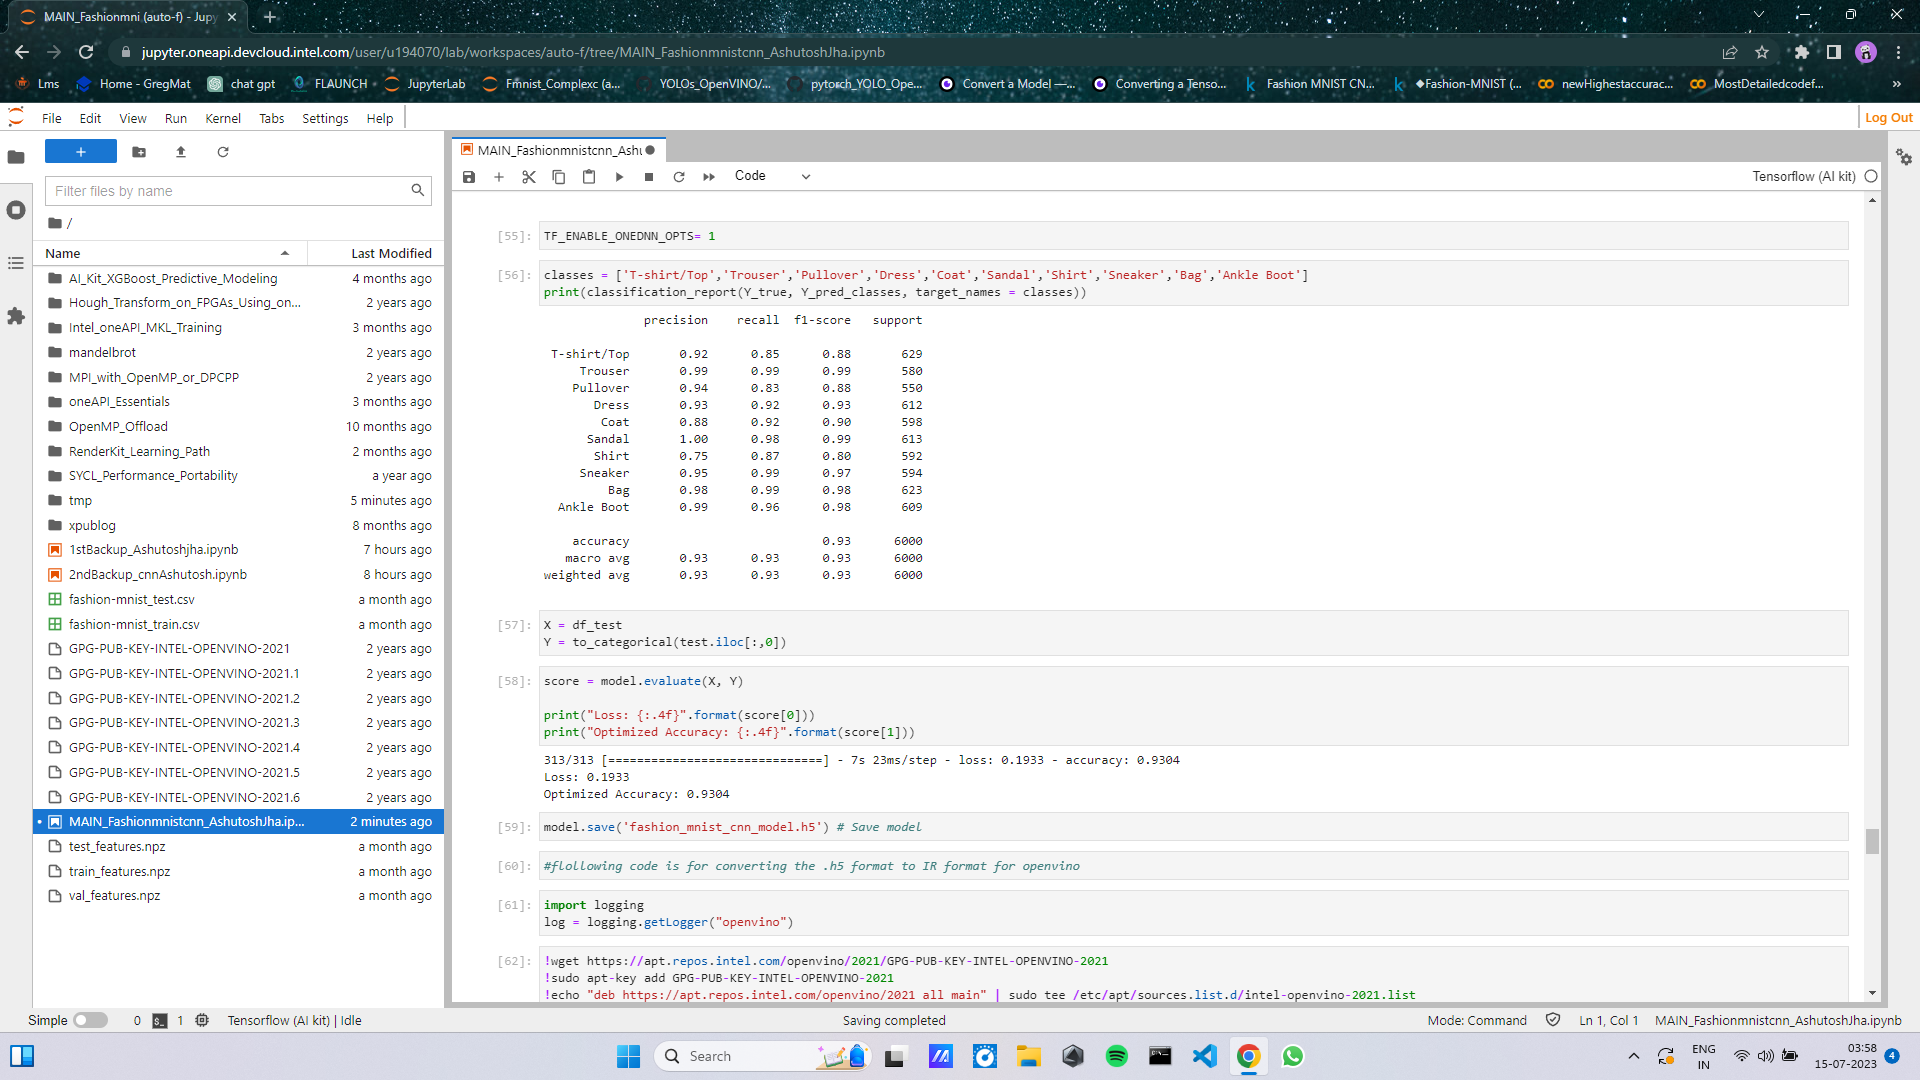 MAIN_Fashionmni (auto-f) - Jupy
jupyter.oneapi.devcloud.intel.com/user/u194070/lab/workspaces/auto-f/tree/MAIN_Fashionmnistcnn_AshutoshJha.ipynb
Lms
Home - GregMat
chat gpt
FLAUNCH
JupyterLab
Fmnist_Complexc (a...
YOLOs_OpenVINO/...
pytorch_YOLO_Ope...
Convert a Model —...
Converting a Tenso...
Fashion MNIST CN...
◆Fashion-MNIST (...
newHighestaccurac...
MostDetailedcodef...
»
File Edit View Run Kernel Tabs Settings Help
Log Out
Filter files by name
/
Name Last Modified
AI_Kit_XGBoost_Predictive_Modeling 4 months ago
Hough_Transform_on_FPGAs_Using_on... 2 years ago
Intel_oneAPI_MKL_Training 3 months ago
mandelbrot 2 years ago
MPI_with_OpenMP_or_DPCPP 2 years ago
oneAPI_Essentials 3 months ago
OpenMP_Offload 10 months ago
RenderKit_Learning_Path 2 months ago
SYCL_Performance_Portability a year ago
tmp 5 minutes ago
xpublog 8 months ago
1stBackup_Ashutoshjha.ipynb 7 hours ago
2ndBackup_cnnAshutosh.ipynb 8 hours ago
fashion-mnist_test.csv a month ago
fashion-mnist_train.csv a month ago
GPG-PUB-KEY-INTEL-OPENVINO-2021 2 years ago
GPG-PUB-KEY-INTEL-OPENVINO-2021.1 2 years ago
GPG-PUB-KEY-INTEL-OPENVINO-2021.2 2 years ago
GPG-PUB-KEY-INTEL-OPENVINO-2021.3 2 years ago
GPG-PUB-KEY-INTEL-OPENVINO-2021.4 2 years ago
GPG-PUB-KEY-INTEL-OPENVINO-2021.5 2 years ago
GPG-PUB-KEY-INTEL-OPENVINO-2021.6 2 years ago
MAIN_Fashionmnistcnn_AshutoshJha.ip... 2 minutes ago
test_features.npz a month ago
train_features.npz a month ago
val_features.npz a month ago
MAIN_Fashionmnistcnn_Ashu
Code
Tensorflow (AI kit)
[55]: TF_ENABLE_ONEDNN_OPTS= 1
[56]: classes = ['T-shirt/Top','Trouser','Pullover','Dress','Coat','Sandal','Shirt','Sneaker','Bag','Ankle Boot']
print(classification_report(Y_true, Y_pred_classes, target_names = classes))
precision recall f1-score support
T-shirt/Top 0.92 0.85 0.88 629
Trouser 0.99 0.99 0.99 580
Pullover 0.94 0.83 0.88 550
Dress 0.93 0.92 0.93 612
Coat 0.88 0.92 0.90 598
Sandal 1.00 0.98 0.99 613
Shirt 0.75 0.87 0.80 592
Sneaker 0.95 0.99 0.97 594
Bag 0.98 0.99 0.98 623
Ankle Boot 0.99 0.96 0.98 609
accuracy 0.93 6000
macro avg 0.93 0.93 0.93 6000
weighted avg 0.93 0.93 0.93 6000
[57]: X = df_test
Y = to_categorical(test.iloc[:,0])
[58]: score = model.evaluate(X, Y)
print("Loss: {:.4f}".format(score[0]))
print("Optimized Accuracy: {:.4f}".format(score[1]))
313/313 [==============================] - 7s 23ms/step - loss: 0.1933 - accuracy: 0.9304
Loss: 0.1933
Optimized Accuracy: 0.9304
[59]: model.save('fashion_mnist_cnn_model.h5') # Save model
[60]: #flollowing code is for converting the .h5 format to IR format for openvino
[61]: import logging
log = logging.getLogger("openvino")
[62]: !wget https://apt.repos.intel.com/openvino/2021/GPG-PUB-KEY-INTEL-OPENVINO-2021
!sudo apt-key add GPG-PUB-KEY-INTEL-OPENVINO-2021
!echo "deb https://apt.repos.intel.com/openvino/2021 all main" | sudo tee /etc/apt/sources.list.d/intel-openvino-2021.list
Simple 0 1 Tensorflow (AI kit) | Idle Saving completed Mode: Command Ln 1, Col 1 MAIN_Fashionmnistcnn_AshutoshJha.ipynb
Search
ENG
IN
03:58
15-07-2023
4